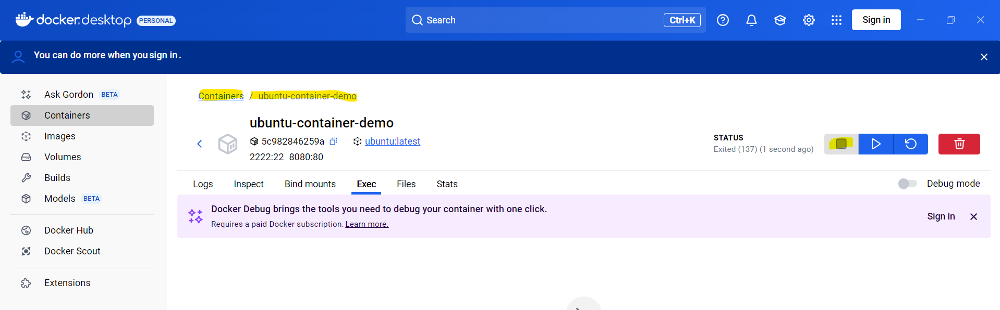 docker.desktop PERSONAL
Search
Ctrl+K
Sign in
You can do more when you sign in.
Ask Gordon BETA
Containers
Images
Volumes
Builds
Models BETA
Docker Hub
Docker Scout
Extensions
Containers / ubuntu-container-demo
ubuntu-container-demo
5c982846259a ubuntu:latest
2222:22 8080:80
STATUS
Exited (137) (1 second ago)
Logs Inspect Bind mounts Exec Files Stats
Debug mode
Docker Debug brings the tools you need to debug your container with one click.
Requires a paid Docker subscription. Learn more.
Sign in